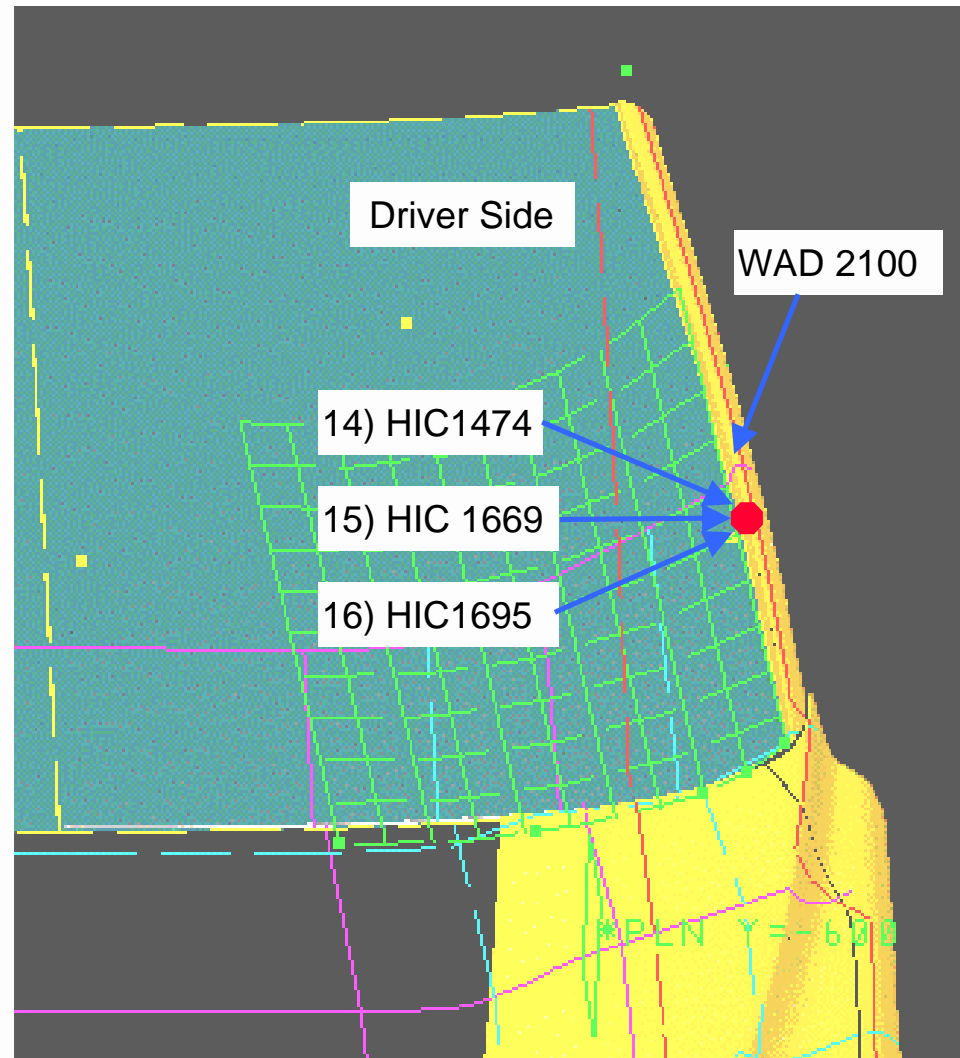 Driver Side
WAD 2100
14) HIC1474
15) HIC 1669
16) HIC1695
*PLN Y=-600